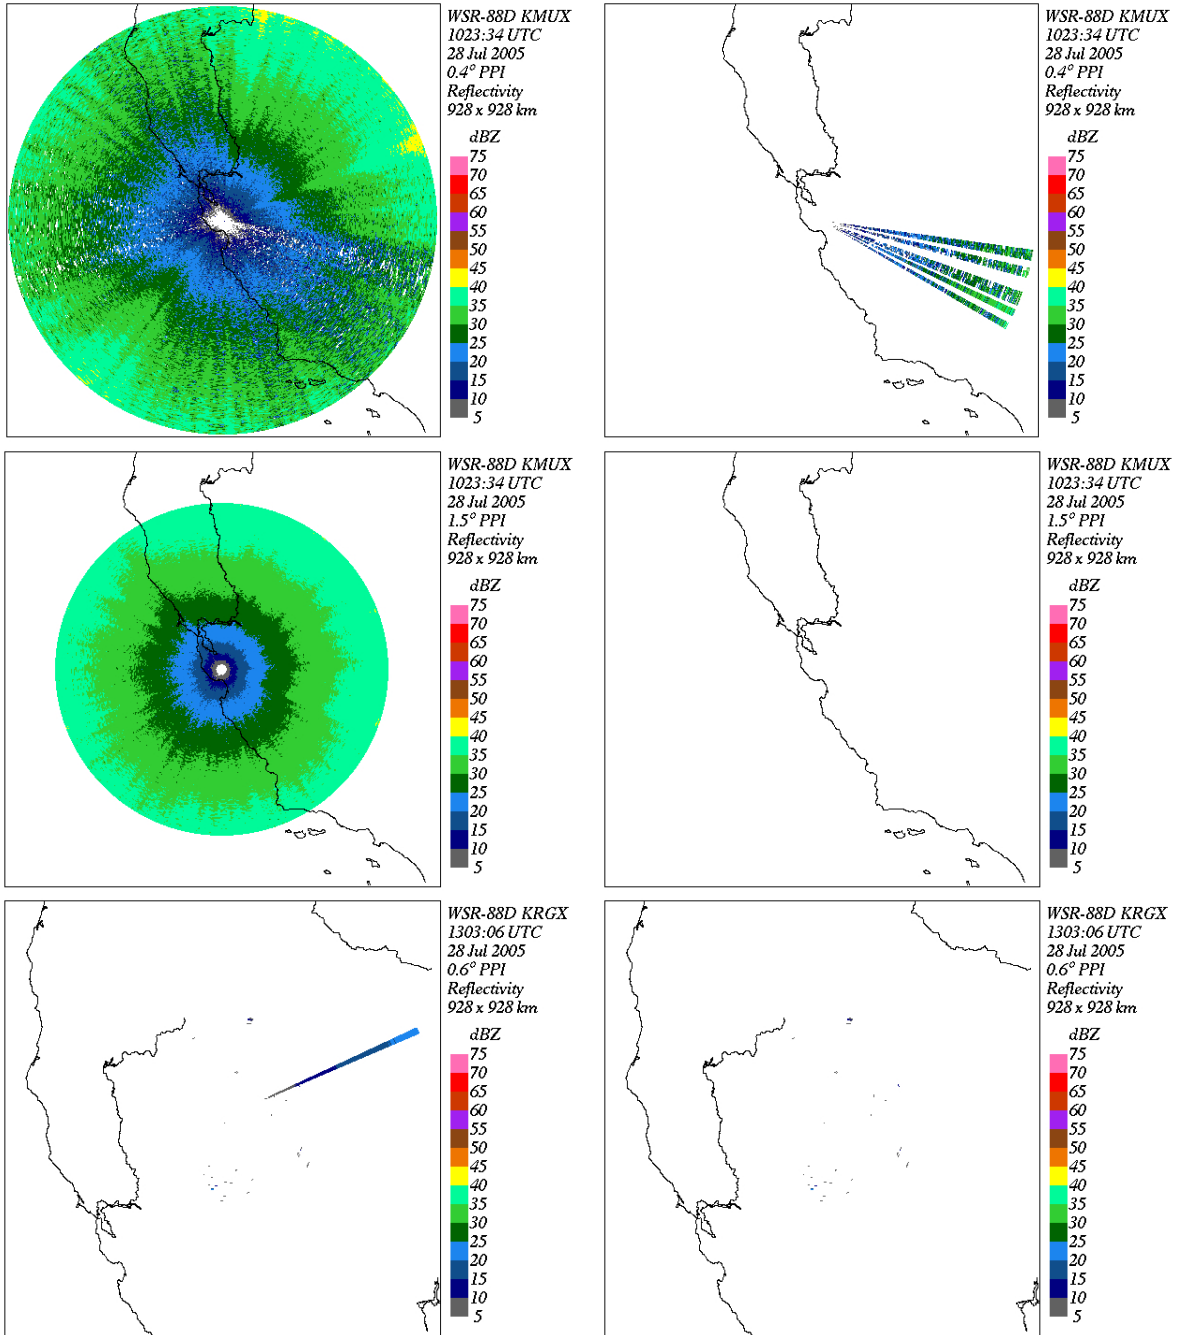 WSR-88D KMUX
1023:34 UTC
28 Jul 2005
0.4° PPI
Reflectivity
928 x 928 km
dBZ
75
70
65
60
55
50
45
40
35
30
25
20
15
10
5
WSR-88D KMUX
1023:34 UTC
28 Jul 2005
0.4° PPI
Reflectivity
928 x 928 km
dBZ
75
70
65
60
55
50
45
40
35
30
25
20
15
10
5
WSR-88D KMUX
1023:34 UTC
28 Jul 2005
1.5° PPI
Reflectivity
928 x 928 km
dBZ
75
70
65
60
55
50
45
40
35
30
25
20
15
10
5
WSR-88D KMUX
1023:34 UTC
28 Jul 2005
1.5° PPI
Reflectivity
928 x 928 km
dBZ
75
70
65
60
55
50
45
40
35
30
25
20
15
10
5
WSR-88D KRGX
1303:06 UTC
28 Jul 2005
0.6° PPI
Reflectivity
928 x 928 km
dBZ
75
70
65
60
55
50
45
40
35
30
25
20
15
10
5
WSR-88D KRGX
1303:06 UTC
28 Jul 2005
0.6° PPI
Reflectivity
928 x 928 km
dBZ
75
70
65
60
55
50
45
40
35
30
25
20
15
10
5